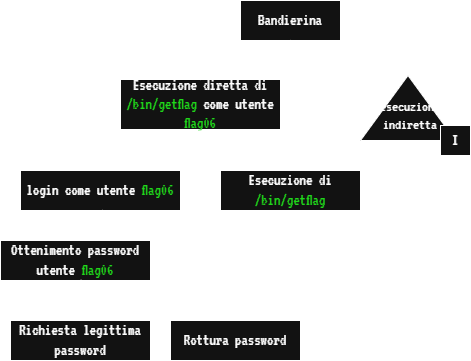 Bandierina
Esecuzione diretta di
/bin/getflag come utente
flag06
Esecuzione
indiretta
I
login come utente flag06
Esecuzione di
/bin/getflag
Ottenimento password
utente flag06
Richiesta legittima
password
Rottura password